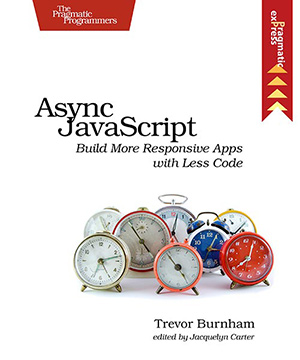 The
Pragmatic
Programmers
Pragmatic
exPress
Async
JavaScript
Build More Responsive Apps
with Less Code
Trevor Burnham
edited by Jacquelyn Carter